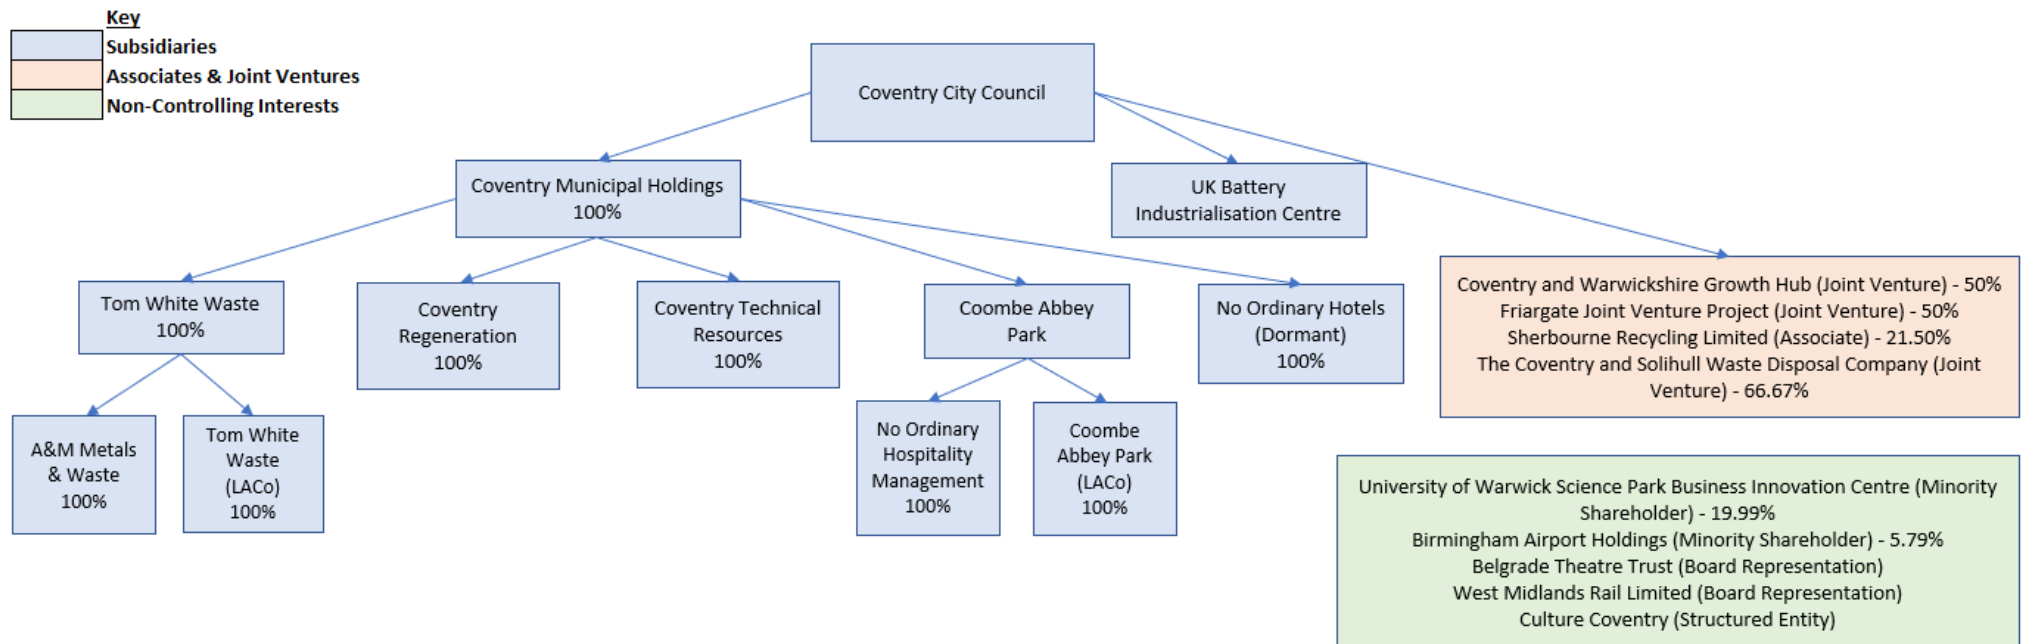 Key
Subsidiaries
Associates & Joint Ventures
Non-Controlling Interests
Coventry City Council
Coventry Municipal Holdings
100%
UK Battery
Industrialisation Centre
Tom White Waste
100%
Coventry
Regeneration
100%
Coventry Technical
Resources
100%
Coombe Abbey
Park
No Ordinary Hotels
(Dormant)
100%
Coventry and Warwickshire Growth Hub (Joint Venture) - 50%
Friargate Joint Venture Project (Joint Venture) - 50%
Sherbourne Recycling Limited (Associate) - 21.50%
The Coventry and Solihull Waste Disposal Company (Joint
Venture) - 66.67%
A&M Metals
& Waste
100%
Tom White
Waste
(LACo)
100%
No Ordinary
Hospitality
Management
100%
Coombe
Abbey Park
(LACo)
100%
University of Warwick Science Park Business Innovation Centre (Minority
Shareholder) - 19.99%
Birmingham Airport Holdings (Minority Shareholder) - 5.79%
Belgrade Theatre Trust (Board Representation)
West Midlands Rail Limited (Board Representation)
Culture Coventry (Structured Entity)